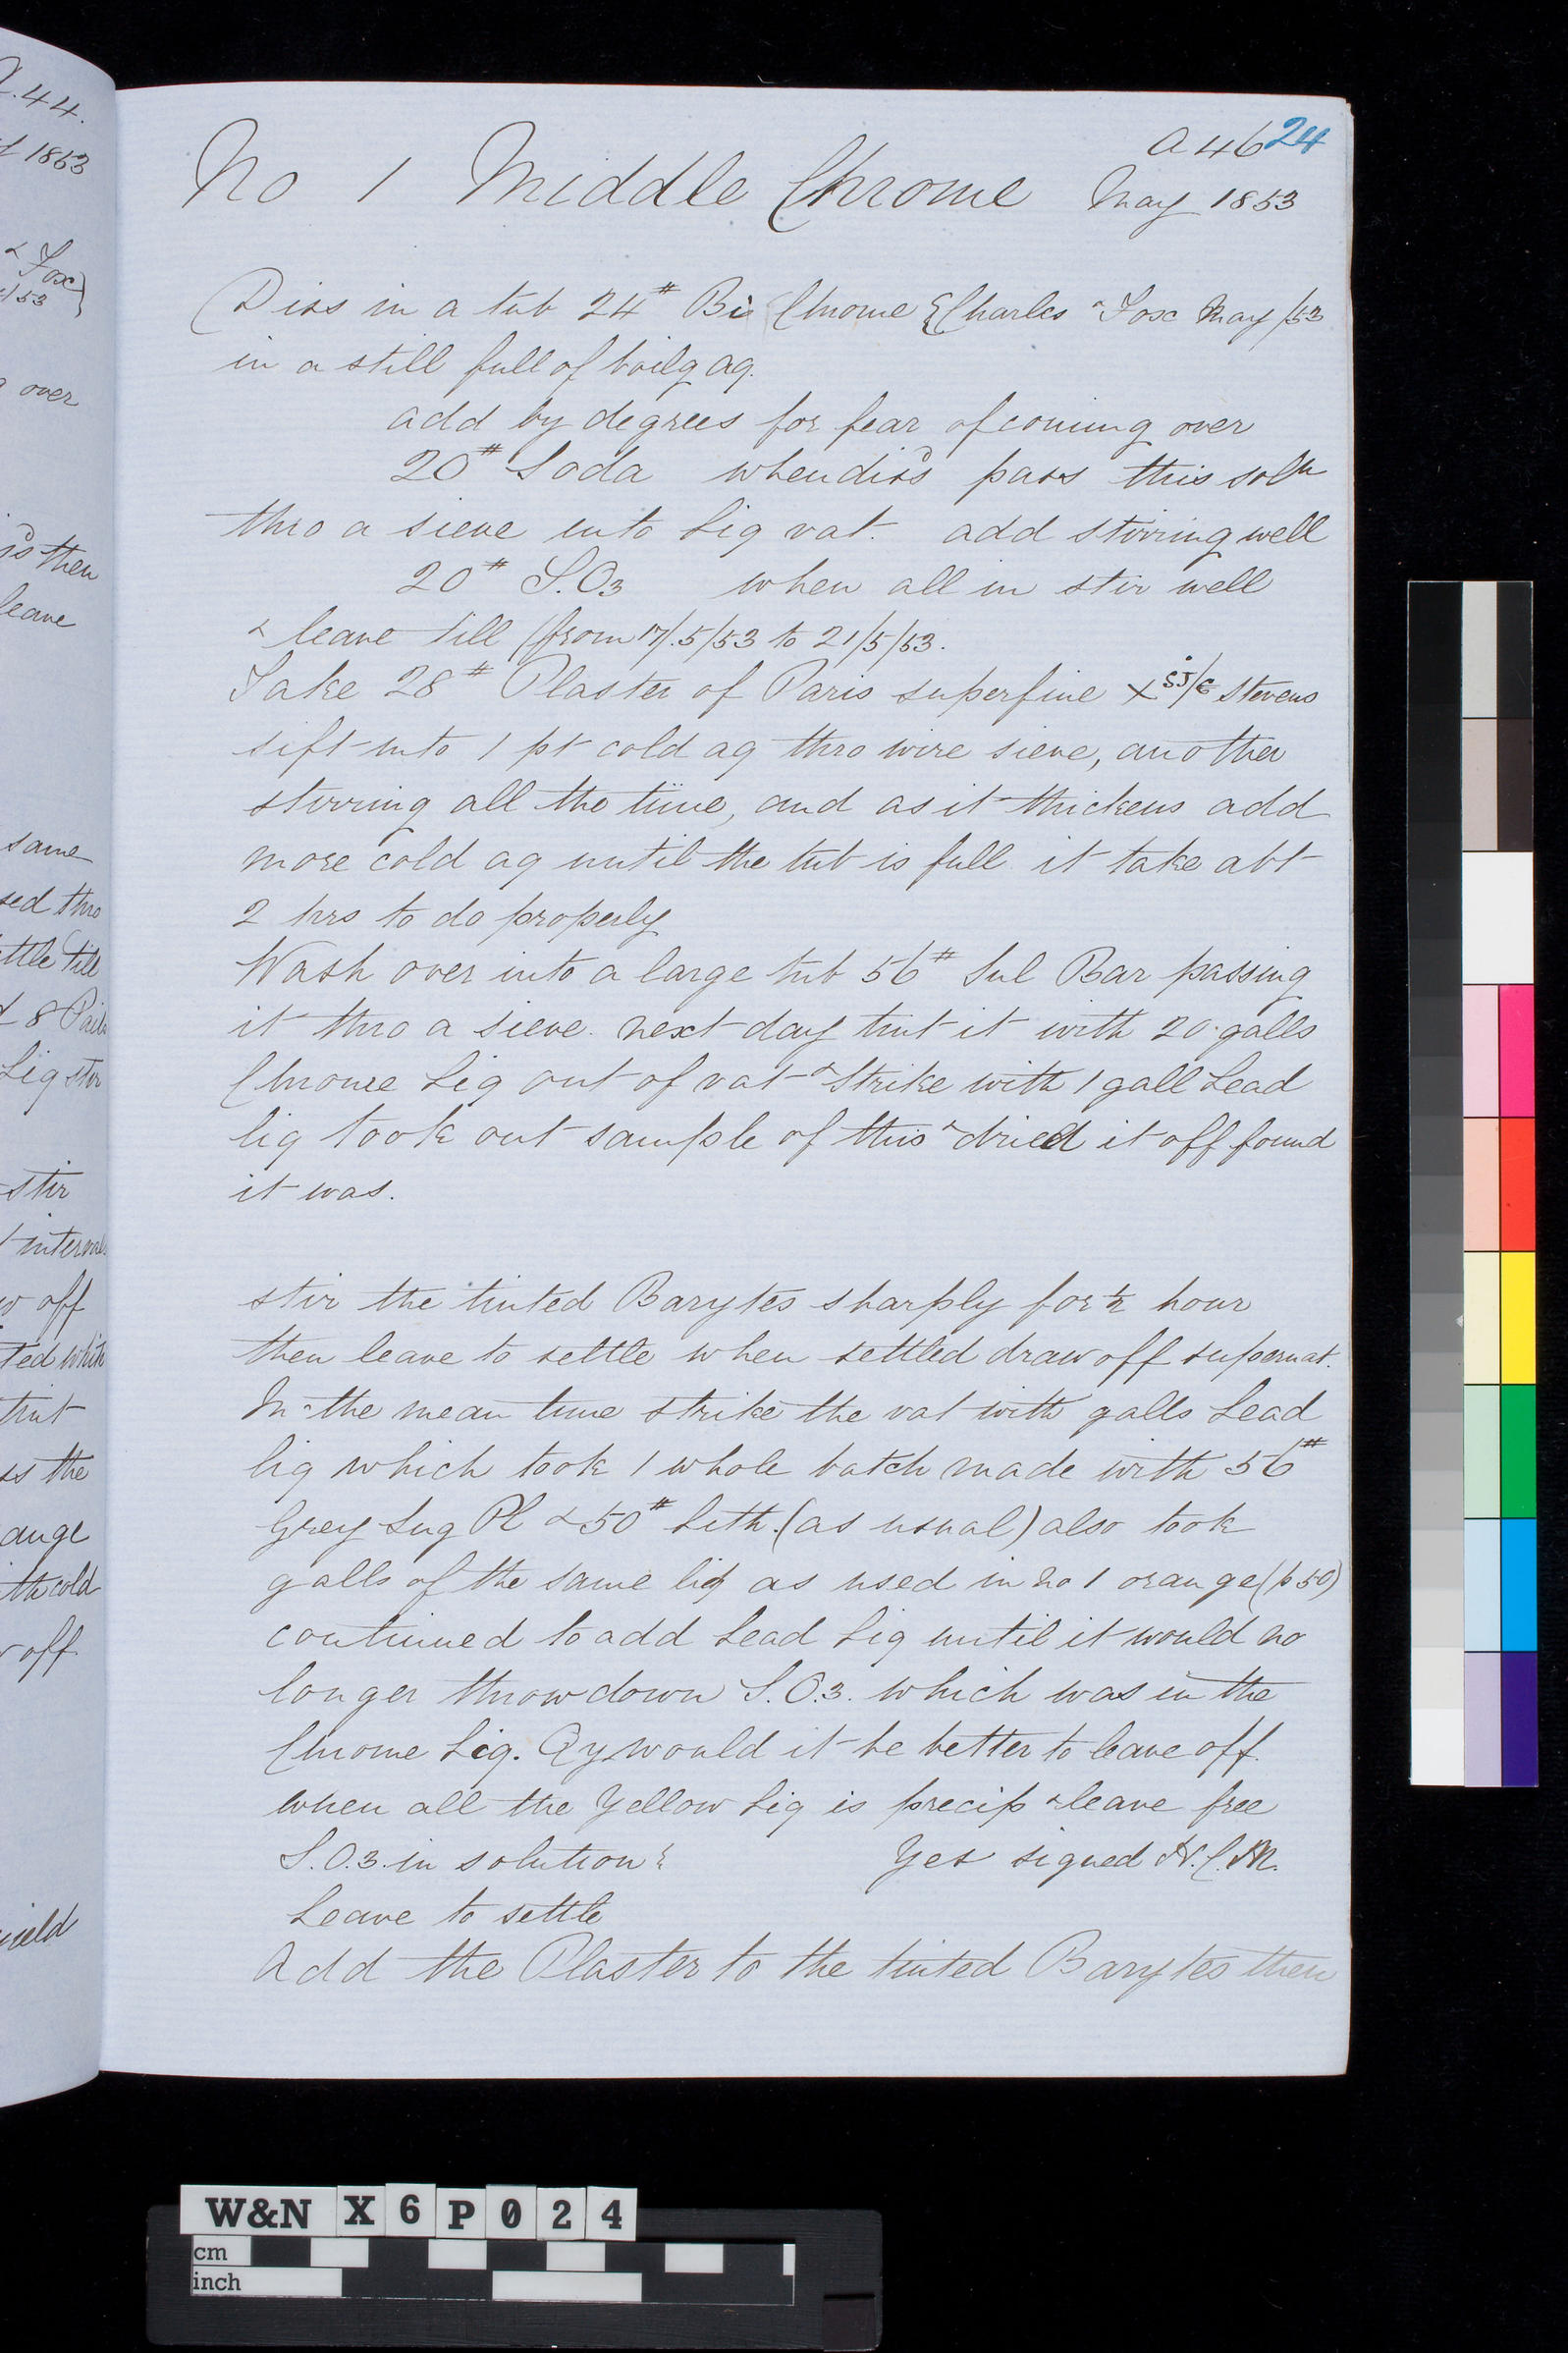 A 46 24
No 1 Middle Chrome May 1853
Diss in a tub 24# Bi Chrome {Charles & Fox May /53
in a still full of boilg aq.
add by degrees for fear of coming over
20# Soda when dissd pass this soln
thro a sieve into Liq vat. add stirring well
20# S.O3 when all in stir well
& leave till (from 17/.5/53 to 21/5/53.
Take 28# Plaster of Paris superfine x SJ/6 Stevens
sift into 1 pt cold aq thro wire sieve, another
stirring all the time, and as it thickens add
more cold aq until the tub is full it take abt
2 hrs to do properly
Wash over into a large tub 56# Sul Bar passing
it thro a sieve. next day tint it with 20 galls
Chrome Liq out of vat & Strike with 1 gall Lead
liq took out sample of this & dried it off found
it was.
stir the tinted Barytes sharply for ½ hour
then leave to settle when settled draw off supernat.
In the mean time strike the vat with galls Lead
liq which took 1 whole batch made with 56#
Grey Sug Pl & 50# Lith. (as usual) also took
galls of the same liq as used in No 1 orange (p 50)
continued to add Lead Liq until it would no
longer throw down S.O.3. which was in the
Chrome Liq. Qy would it be better to leave off
when all the Yellow Liq is precip & leave free
S.O.3. in solution? Yes signed H.C.N.
Leave to settle
Add the Plaster to the tinted Barytes then
A.44.
1853
& Fox
/53
over
then
leave
same
sed thro
ttle till
& 8 Pails
Liq stir
stir
intervals
off
ted white
tint
ss the
ange
th cold
off
W&N X6P024
cm
inch